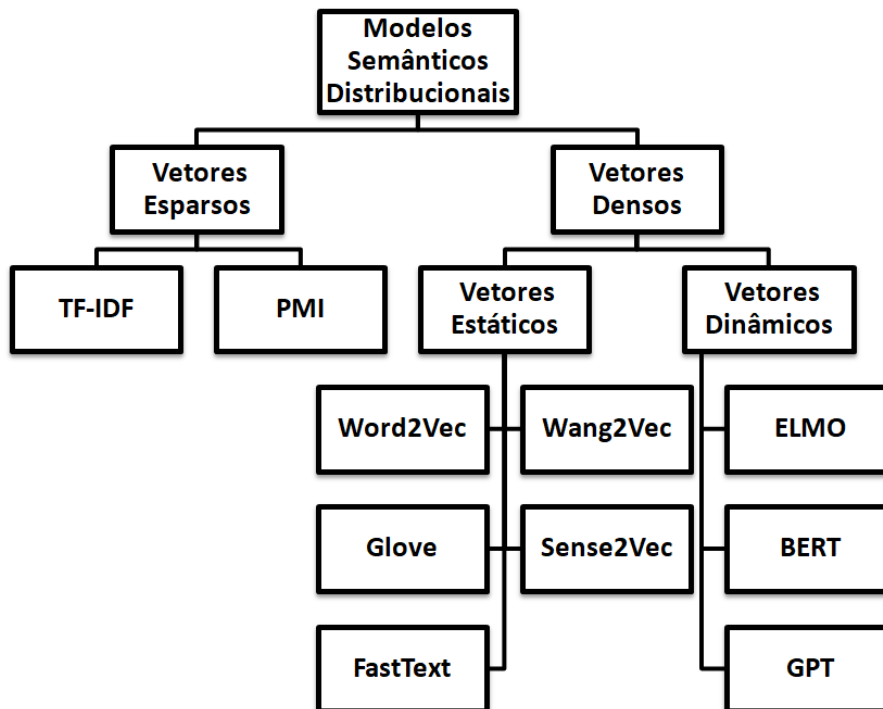 Modelos
Semânticos
Distribucionais
Vetores
Esparsos
Vetores
Densos
TF-IDF
PMI
Vetores
Estáticos
Vetores
Dinâmicos
Word2Vec
Wang2Vec
ELMO
Glove
Sense2Vec
BERT
FastText
GPT